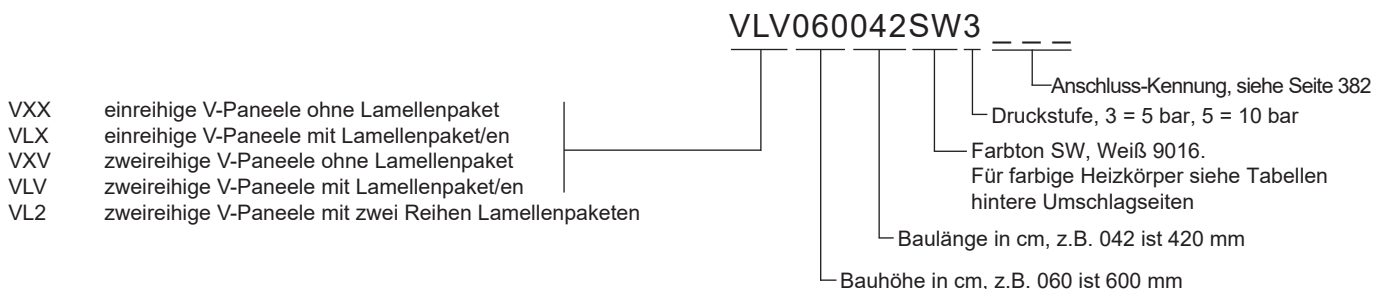 VLV060042SW3 _ _ _
Anschluss-Kennung, siehe Seite 382
Druckstufe, 3 = 5 bar, 5 = 10 bar
Farbton SW, Weiß 9016.
Für farbige Heizkörper siehe Tabellen
hintere Umschlagseiten
Baulänge in cm, z.B. 042 ist 420 mm
Bauhöhe in cm, z.B. 060 ist 600 mm
VXX einreihige V-Paneele ohne Lamellenpaket
VLX einreihige V-Paneele mit Lamellenpaket/en
VXV zweireihige V-Paneele ohne Lamellenpaket
VLV zweireihige V-Paneele mit Lamellenpaket/en
VL2 zweireihige V-Paneele mit zwei Reihen Lamellenpaketen